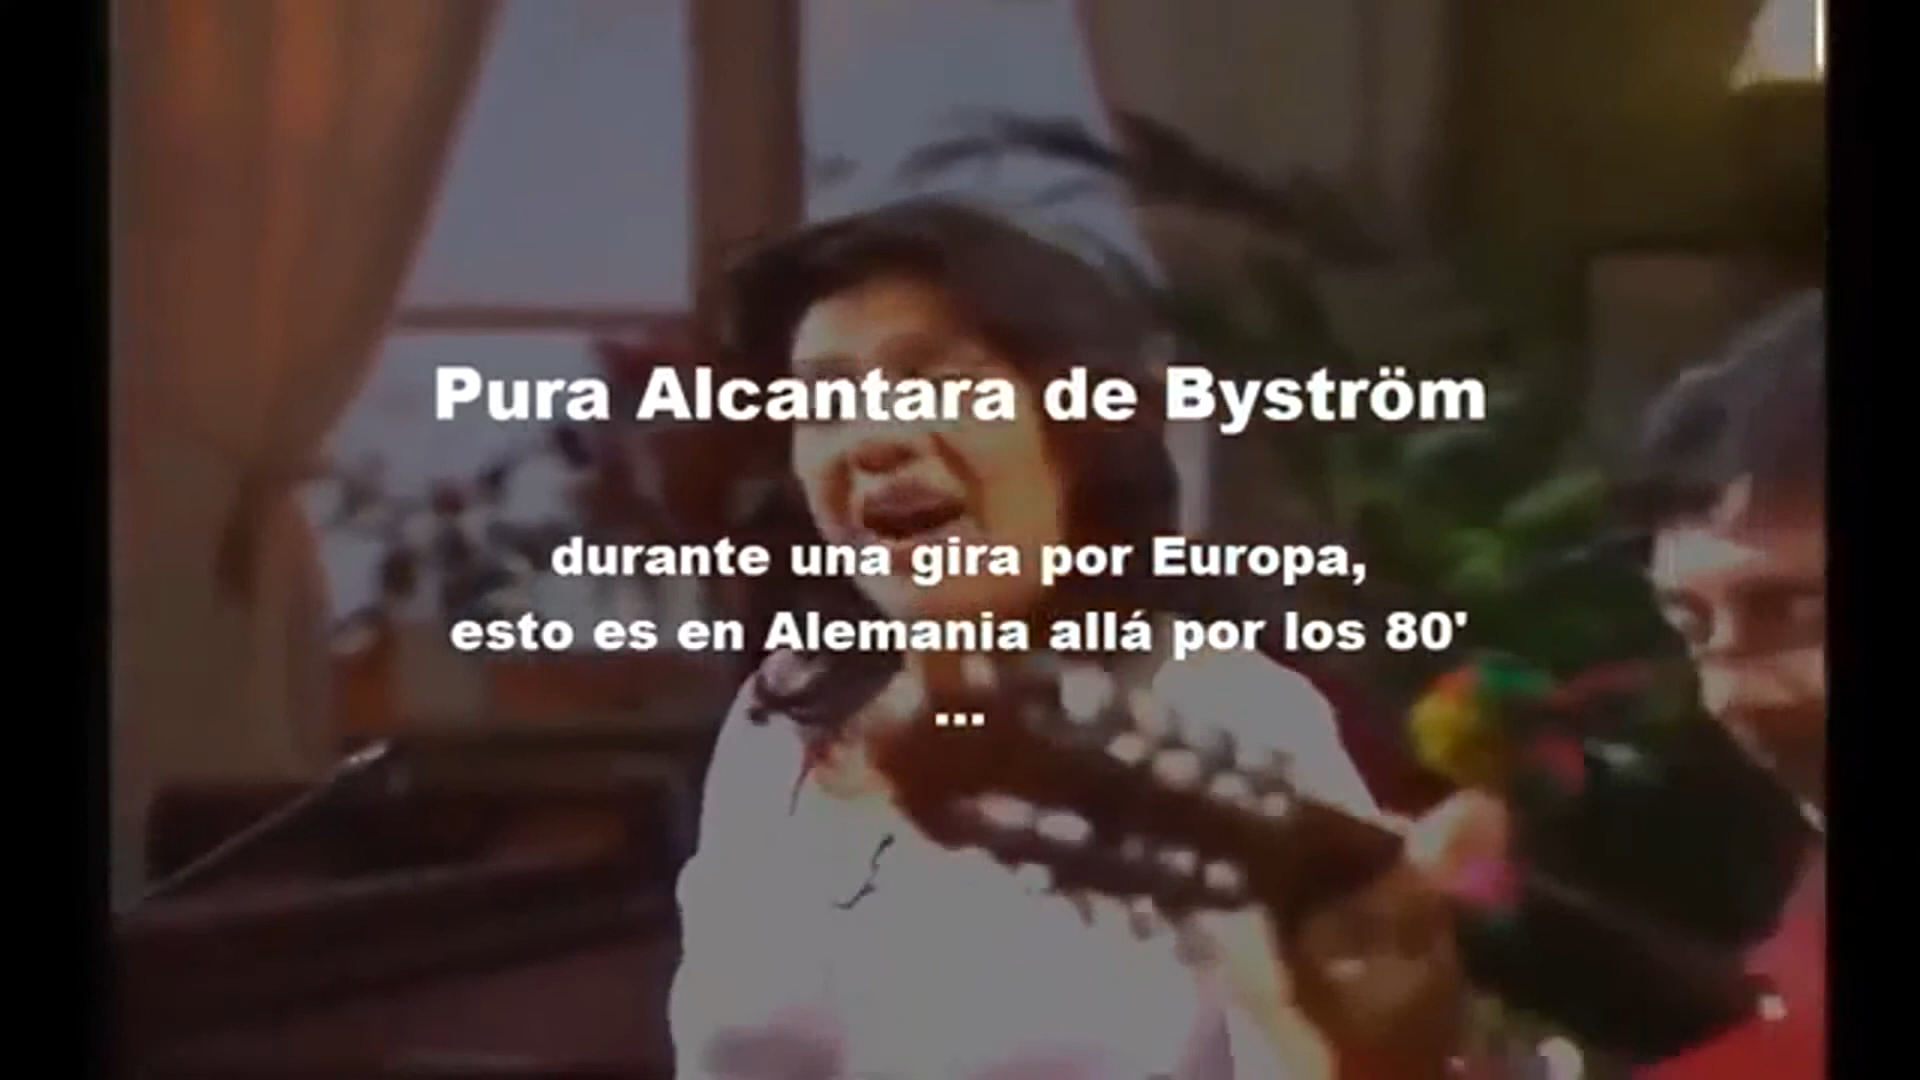 Pura Alcantara de Byström
durante una gira por Europa,
esto es en Alemania allá por los 80'
...